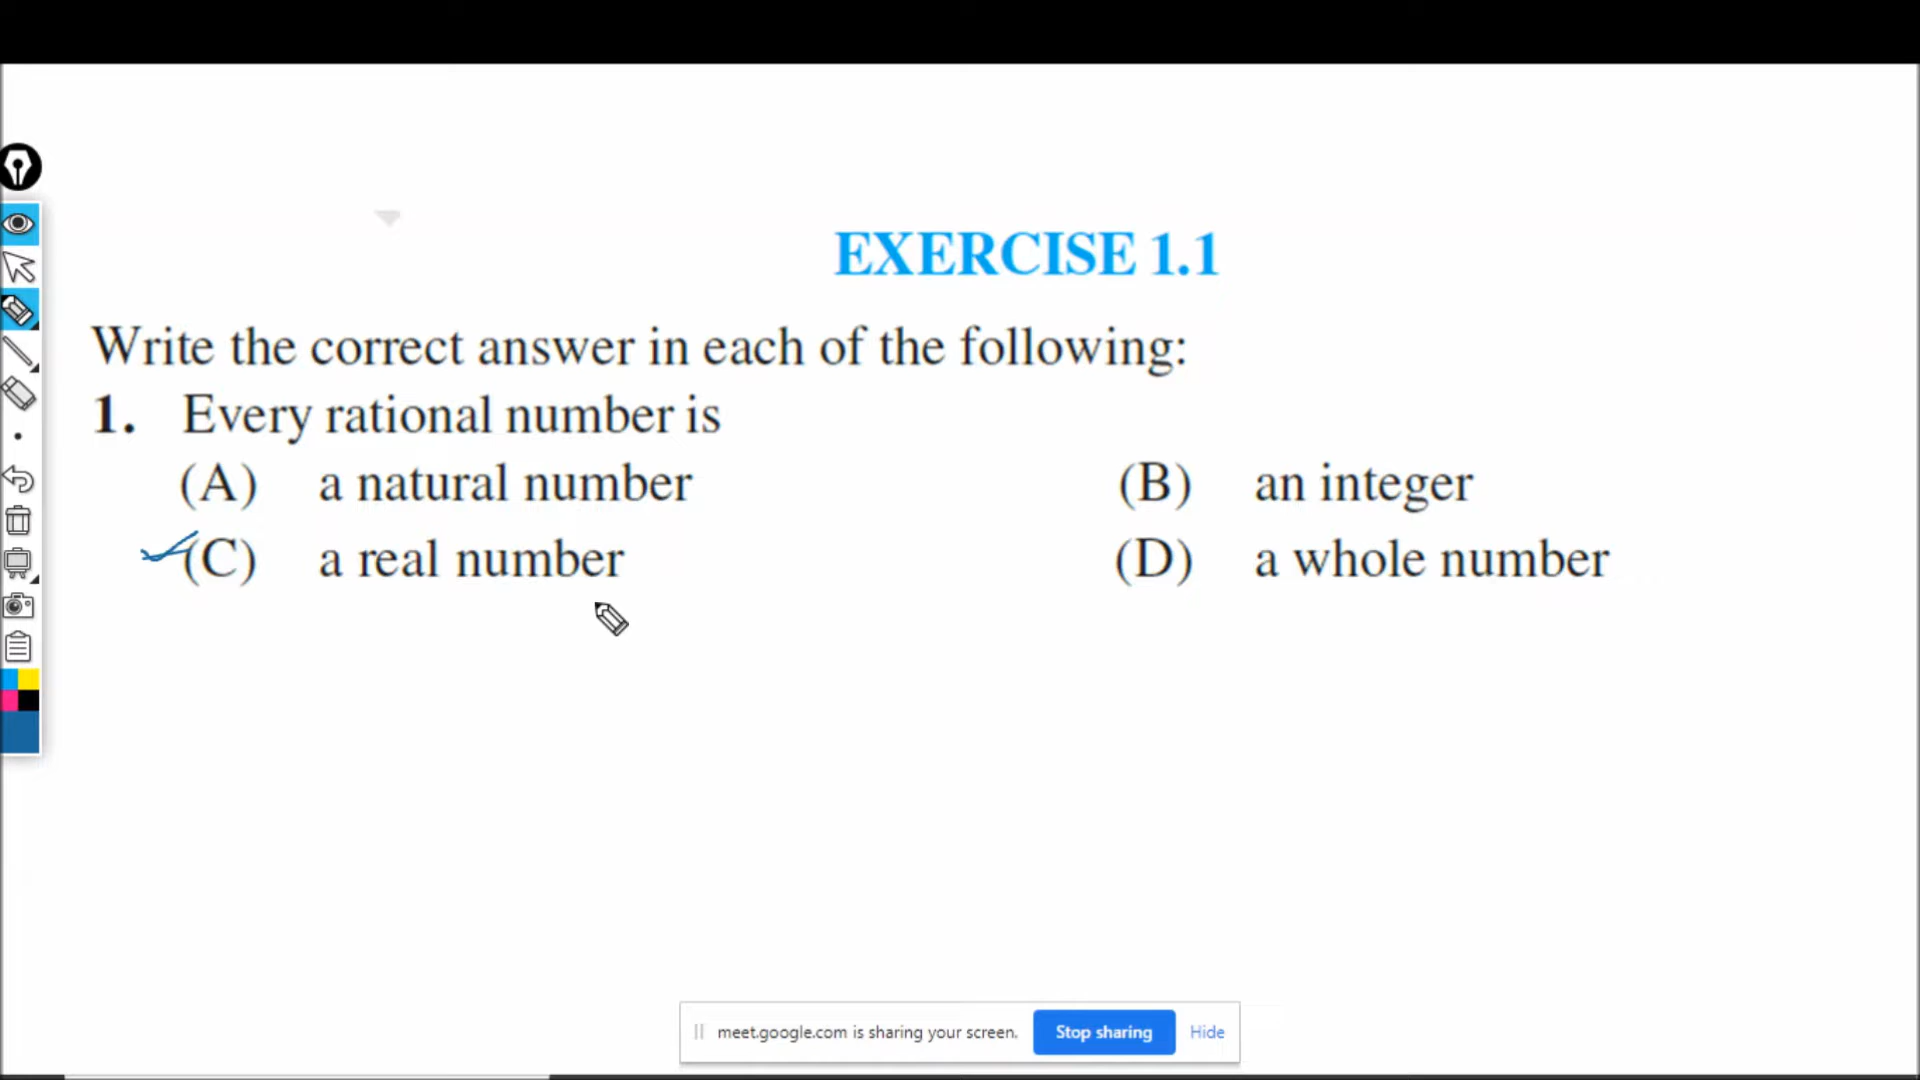 EXERCISE 1.1
Write the correct answer in each of the following:
1. Every rational number is
(A) a natural number (B) an integer
(C) a real number (D) a whole number
meet.google.com is sharing your screen. Stop sharing Hide